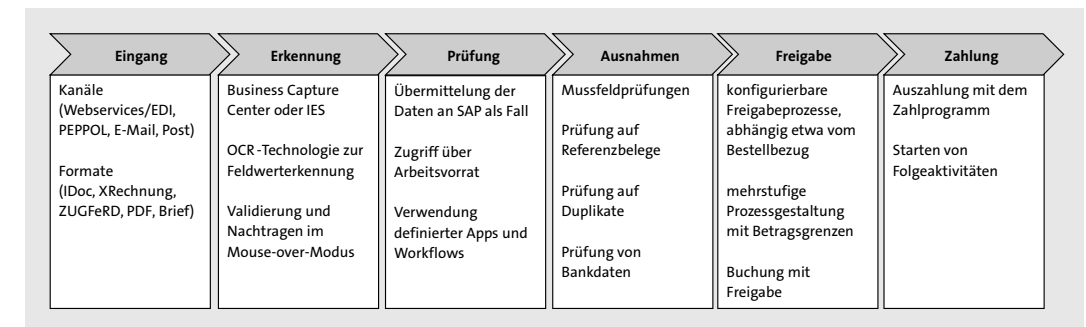 Eingang
Kanäle
(Webservices/EDI,
PEPPOL, E-Mail, Post)
Formate
(IDoc, XRechnung,
ZUGFeRD, PDF, Brief)
Erkennung
Business Capture
Center oder IES
OCR-Technologie zur
Feldwerterkennung
Validierung und
Nachtragen im
Mouse-over-Modus
Prüfung
Übermittelung der
Daten an SAP als Fall
Zugriff über
Arbeitsvorrat
Verwendung
definierter Apps und
Workflows
Ausnahmen
Mussfeldprüfungen
Prüfung auf
Referenzbelege
Prüfung auf
Duplikate
Prüfung von
Bankdaten
Freigabe
konfigurierbare
Freigabeprozesse,
abhängig etwa vom
Bestellbezug
mehrstufige
Prozessgestaltung
mit Betragsgrenzen
Buchung mit
Freigabe
Zahlung
Auszahlung mit dem
Zahlprogramm
Starten von
Folgeaktivitäten